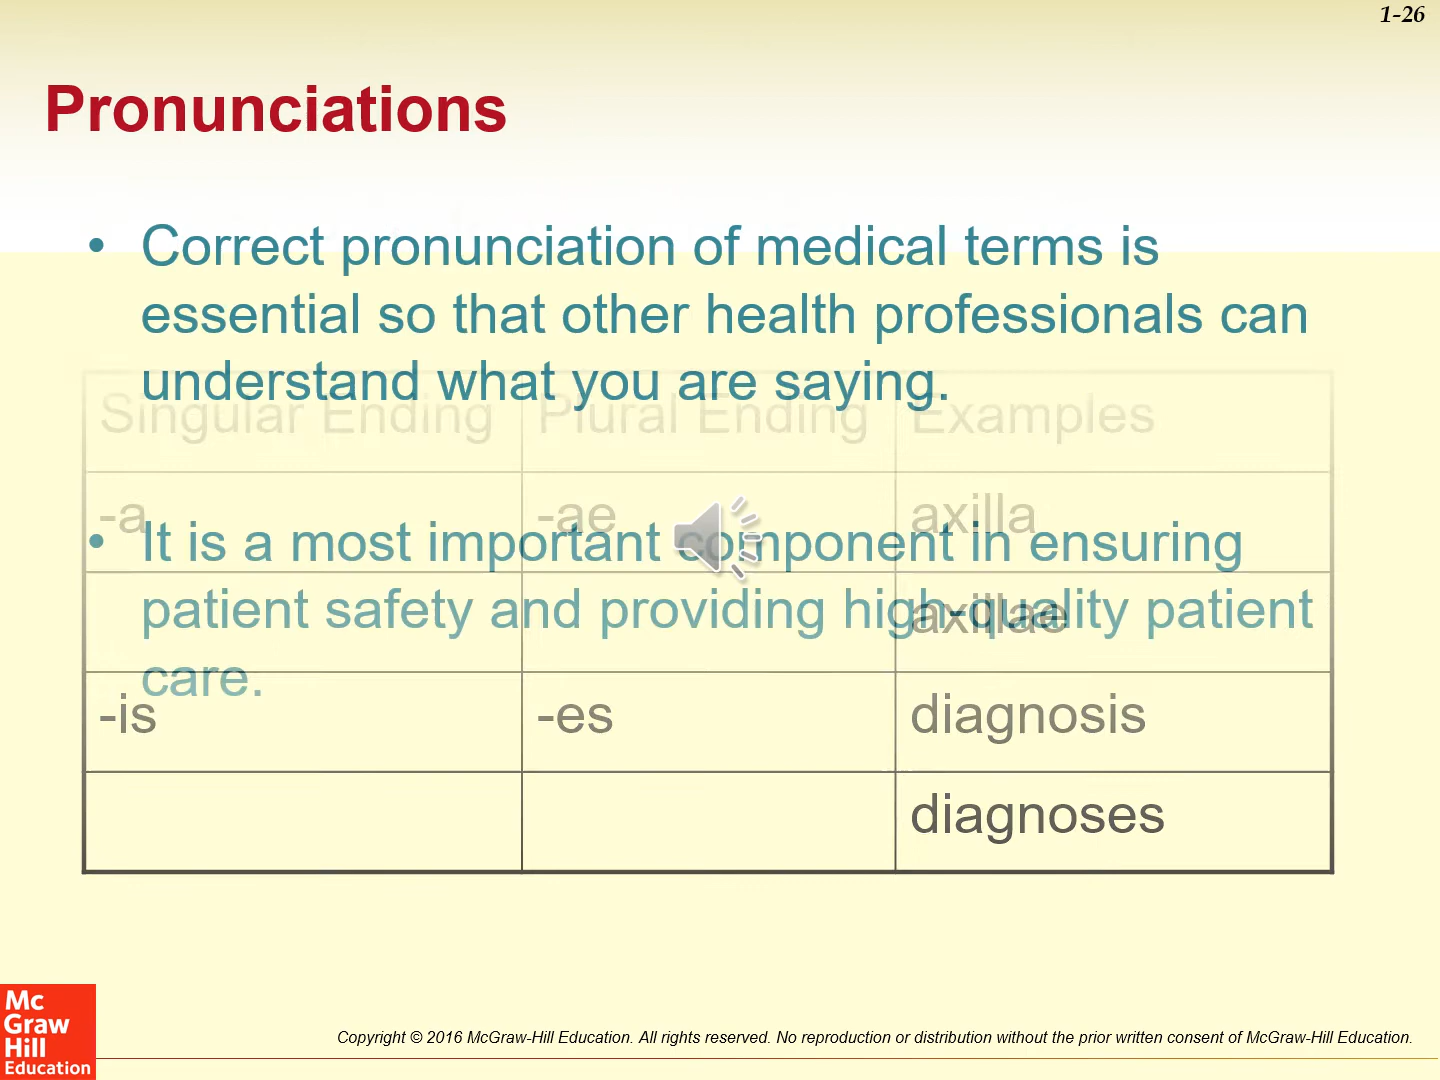 1-26
Pronunciations
• Correct pronunciation of medical terms is
essential so that other health professionals can
understand what you are saying.
Singular Ending Plural Ending Examples
-a -ae axilla
• It is a most important component in ensuring
patient safety and providing high-quality patient
axillae
care.
-is -es diagnosis
diagnoses
Mc
Graw
Hill
Education
Copyright © 2016 McGraw-Hill Education. All rights reserved. No reproduction or distribution without the prior written consent of McGraw-Hill Education.